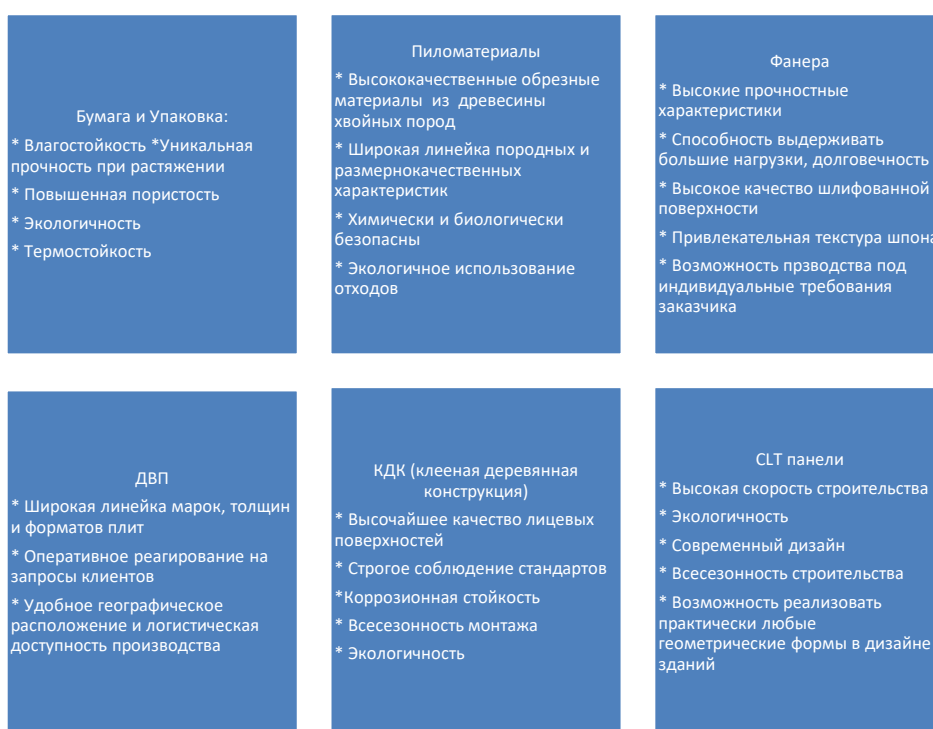 Бумага и Упаковка:
* Влагостойкость *Уникальная
прочность при растяжении
* Повышенная пористость
* Экологичность
* Термостойкость
Пиломатериалы
* Высококачественные обрезные
материалы из древесины
хвойных пород
* Широкая линейка породных и
размернокачественных
характеристик
* Химически и биологически
безопасны
* Экологичное использование
отходов
Фанера
* Высокие прочностные
характеристики
* Способность выдерживать
большие нагрузки, долговечность
* Высокое качество шлифованной
поверхности
* Привлекательная текстура шпона
* Возможность прзводства под
индивидуальные требования
заказчика
ДВП
* Широкая линейка марок, толщин
и форматов плит
* Оперативное реагирование на
запросы клиентов
* Удобное географическое
расположение и логистическая
доступность производства
КДК (клееная деревянная
конструкция)
* Высочайшее качество лицевых
поверхностей
* Строгое соблюдение стандартов
*Коррозионная стойкость
* Всесезонность монтажа
* Экологичность
CLT панели
* Высокая скорость строительства
* Экологичность
* Современный дизайн
* Всесезонность строительства
* Возможность реализовать
практически любые
геометрические формы в дизайне
зданий